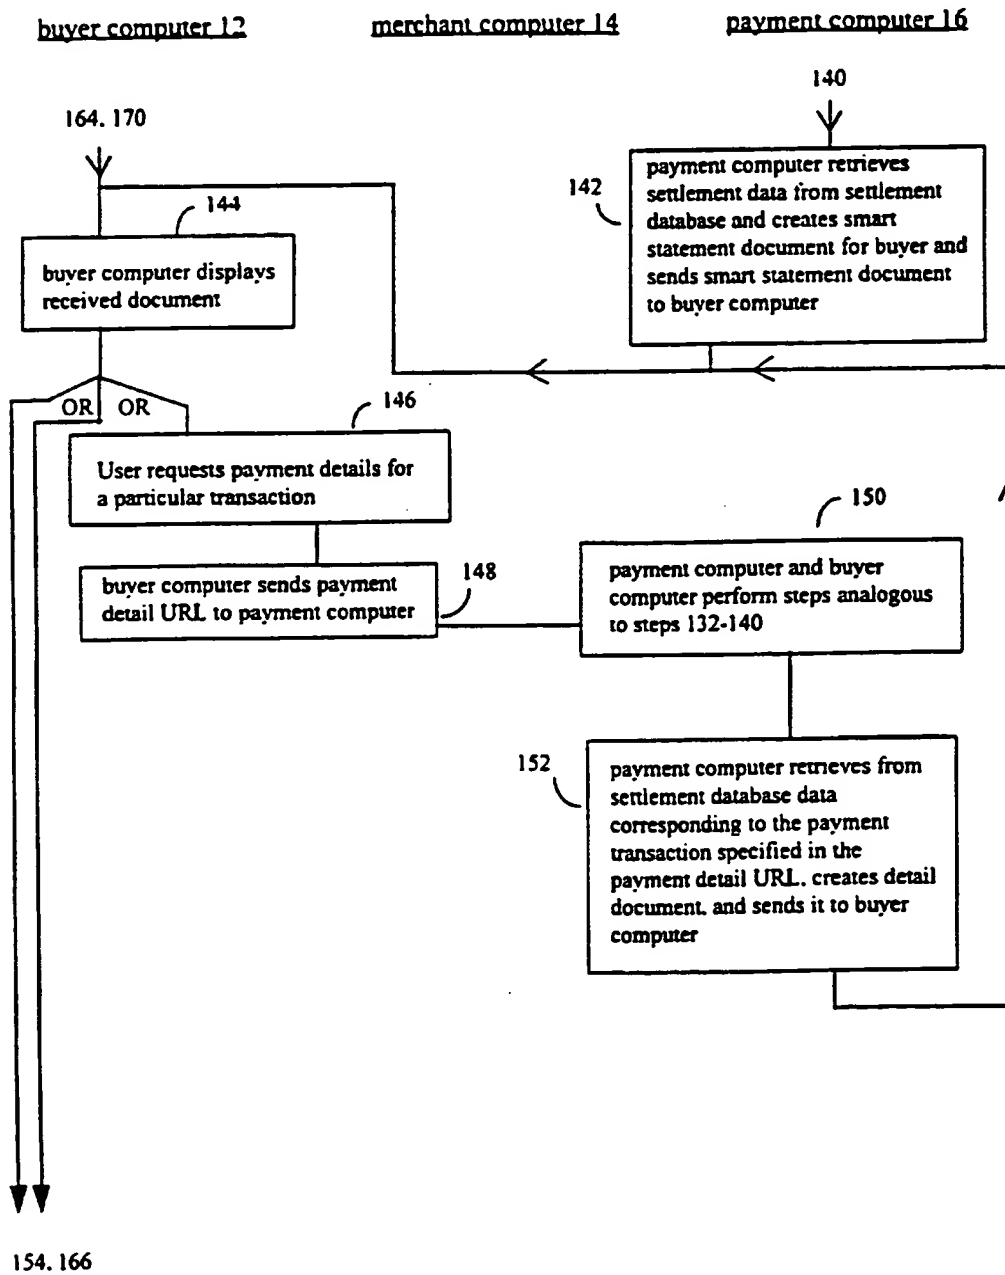 buyer computer 12
merchant computer 14
payment computer 16
140
164. 170
payment computer retrieves
settlement data from settlement
database and creates smart
statement document for buyer and
sends smart statement document
to buyer computer
142
144
buyer computer displays
received document
OR OR
146
User requests payment details for
a particular transaction
150
buyer computer sends payment
detail URL to payment computer
148
payment computer and buyer
computer perform steps analogous
to steps 132-140
152
payment computer retrieves from
settlement database data
corresponding to the payment
transaction specified in the
payment detail URL. creates detail
document. and sends it to buyer
computer
154. 166